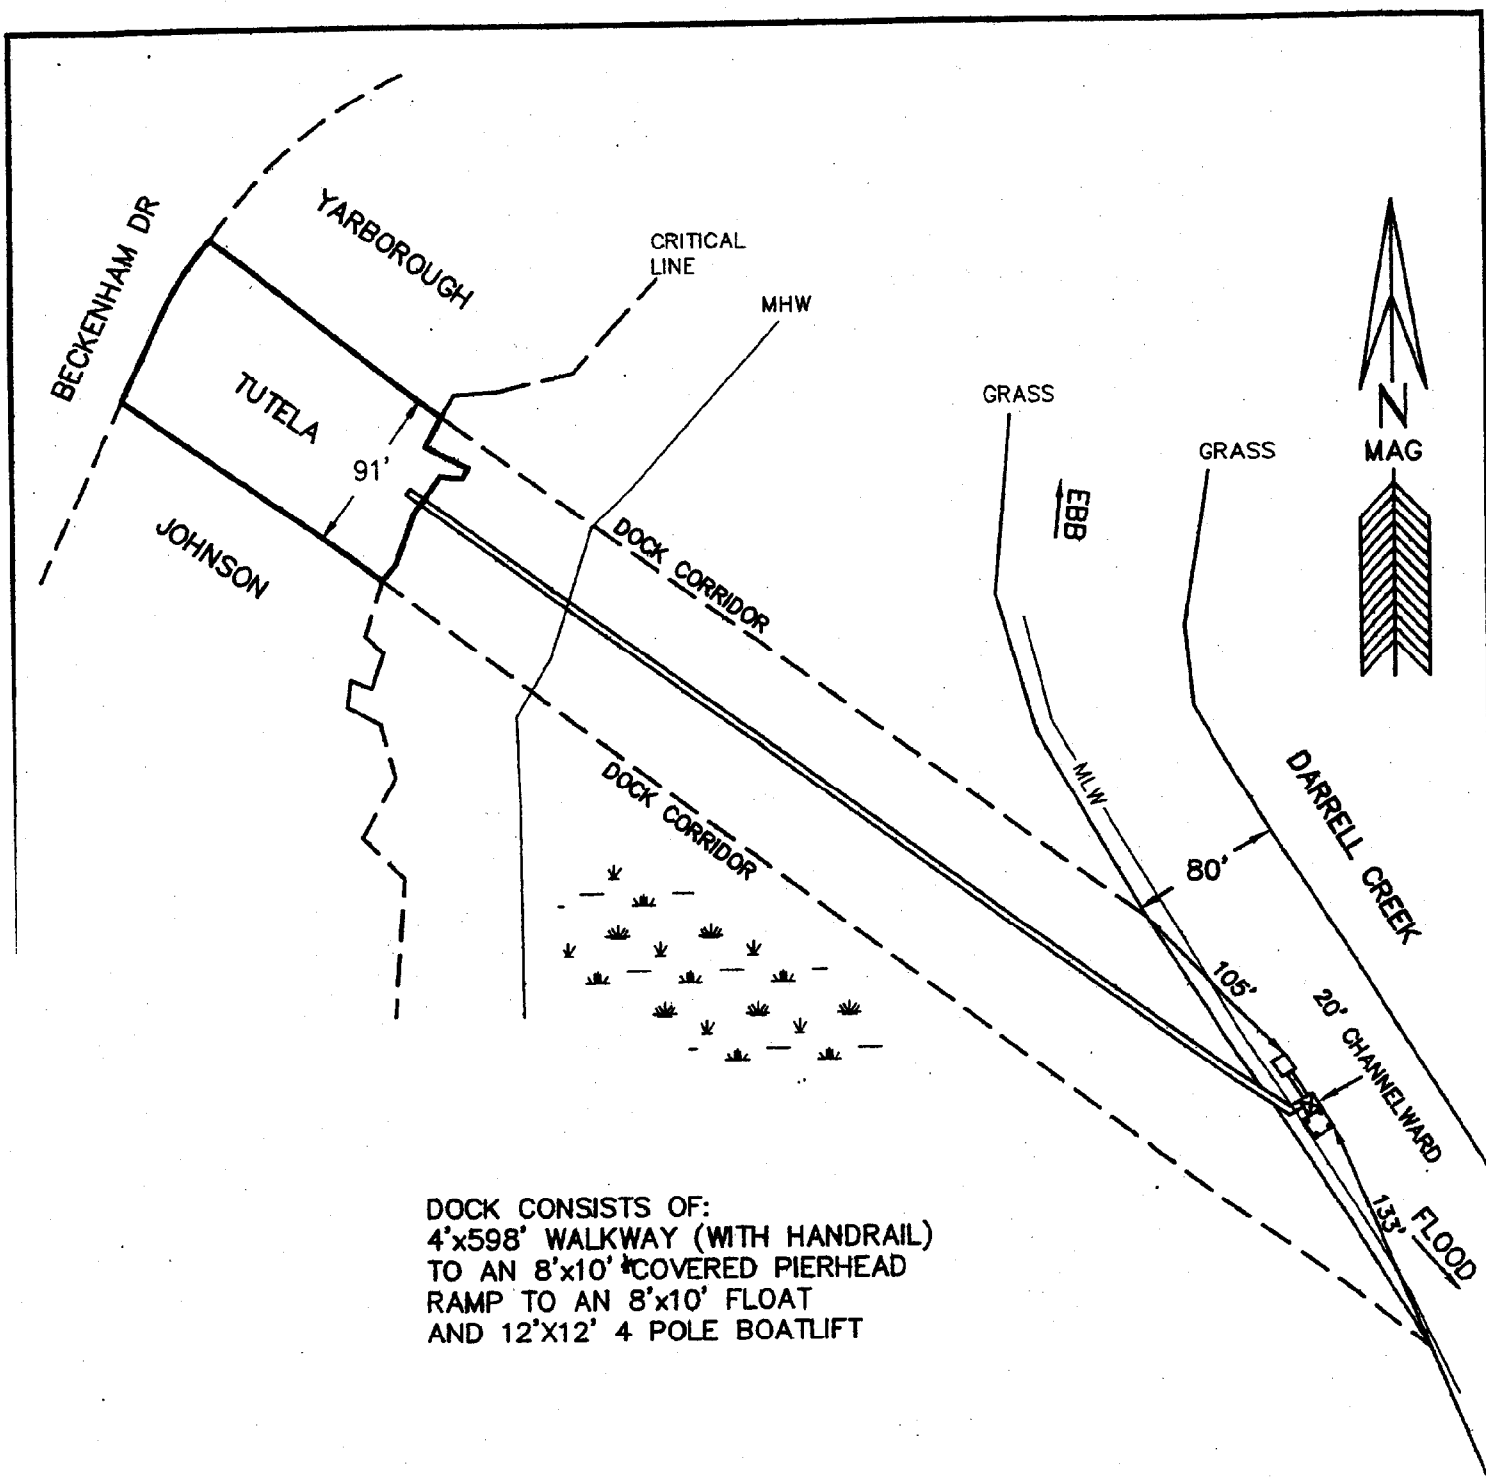 BECKENHAM DR
YARBOROUGH
CRITICAL
LINE
MHW
TUTELA
91'
JOHNSON
GRASS
GRASS
EBB
N
MAG
DOCK CORRIDOR
DOCK CORRIDOR
MLW
80'
DARRELL CREEK
105'
20' CHANNELWARD
133'
FLOOD
DOCK CONSISTS OF:
4'x598' WALKWAY (WITH HANDRAIL)
TO AN 8'x10' COVERED PIERHEAD
RAMP TO AN 8'x10' FLOAT
AND 12'X12' 4 POLE BOATLIFT